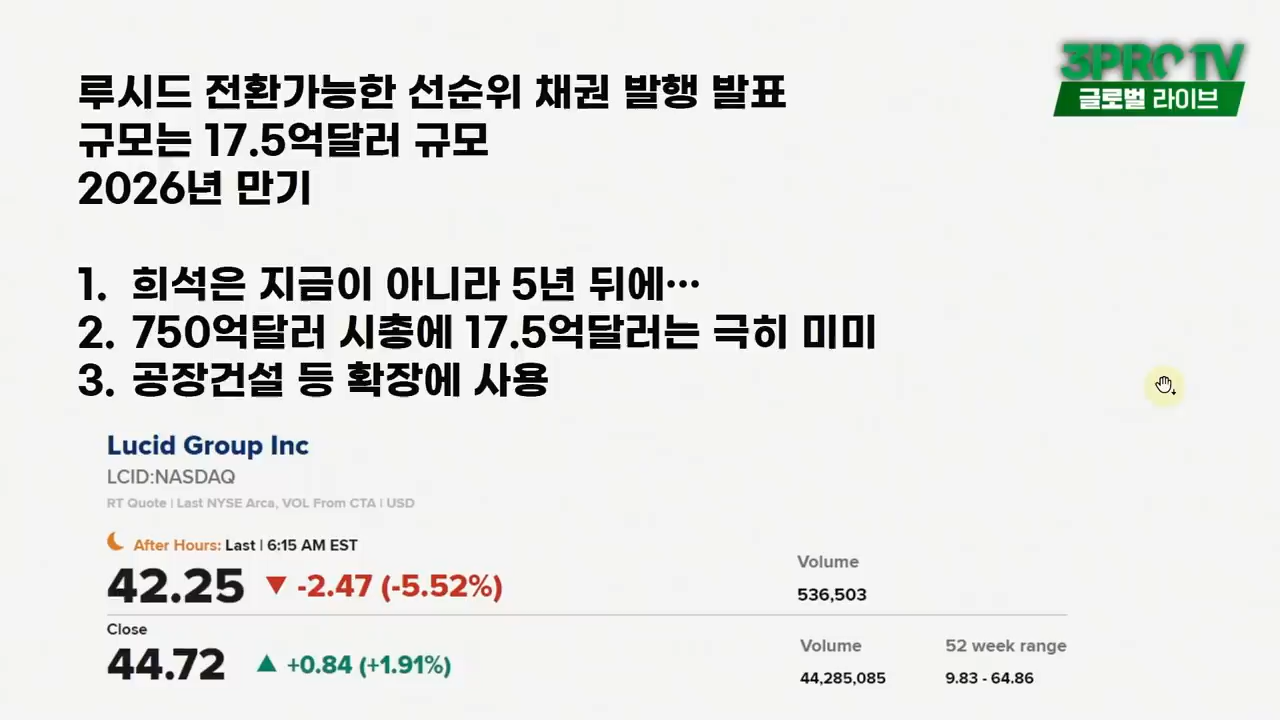 루시드 전환가능한 선순위 채권 발행 발표
규모는 17.5억달러 규모
2026년 만기
3PRO TV
글로벌 라이브
1. 희석은 지금이 아니라 5년 뒤에…
2. 750억달러 시총에 17.5억달러는 극히 미미
3. 공장건설 등 확장에 사용
Lucid Group Inc
LCID:NASDAQ
RT Quote | Last NYSE Arca, VOL From CTA | USD
After Hours: Last | 6:15 AM EST
42.25 ▼ -2.47 (-5.52%)
Volume
536,503
Close
44.72 ▲ +0.84 (+1.91%)
Volume
44,285,085
52 week range
9.83 - 64.86